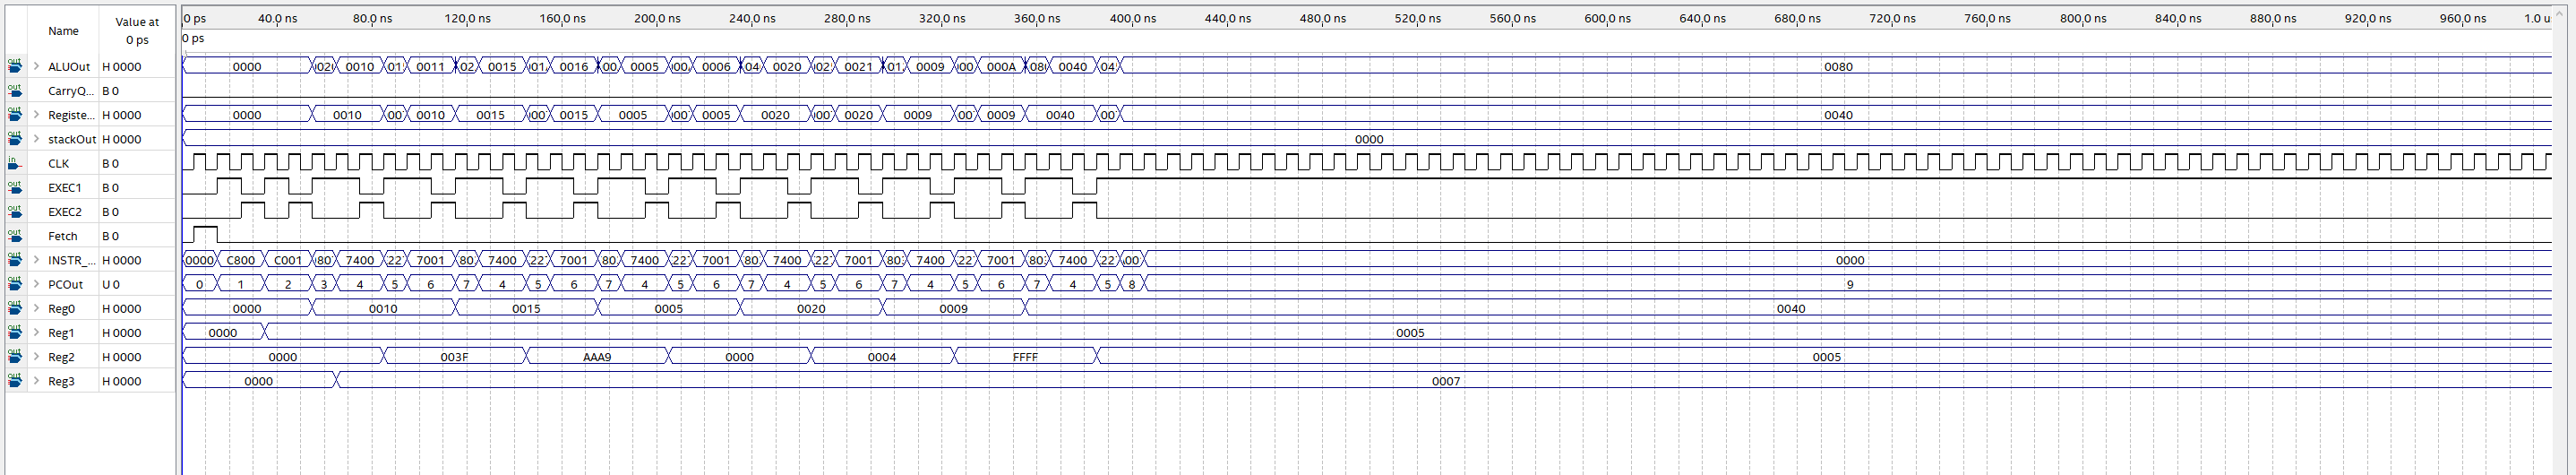 Name
Value at
0 ps
0 ps 40.0 ns 80.0 ns 120.0 ns 160.0 ns 200.0 ns 240.0 ns 280.0 ns 320.0 ns 360.0 ns 400.0 ns 440.0 ns 480.0 ns 520.0 ns 560.0 ns 600.0 ns 640.0 ns 680.0 ns 720.0 ns 760.0 ns 800.0 ns 840.0 ns 880.0 ns 920.0 ns 960.0 ns 1.0 u
0 ps
out ALUOut H 0000 0000 0010 01 0011 02 0015 01 0016 00 0005 00 0006 04 0020 02 0021 01 0009 00 000A 08 0040 04 0080
out CarryQ... B 0
out Registe... H 0000 0000 0010 00 0010 0015 00 0015 0005 00 0005 0020 00 0020 0009 00 0009 0040 00 0040
out stackOut H 0000 0000
in CLK B 0
out EXEC1 B 0
out EXEC2 B 0
out Fetch B 0
out INSTR_... H 0000 0000 C800 C001 80 7400 22 7001 80 7400 22 7001 80 7400 22 7001 80 7400 22 7001 80 7400 22 7001 80 7400 22 00 0000
out PCOut U 0 0 1 2 3 4 5 6 7 4 5 6 7 4 5 6 7 4 5 6 7 4 5 6 7 4 5 8 9
out Reg0 H 0000 0000 0010 0015 0005 0020 0009 0040
out Reg1 H 0000 0000 0005
out Reg2 H 0000 0000 003F AAA9 0000 0004 FFFF 0005
out Reg3 H 0000 0000 0007